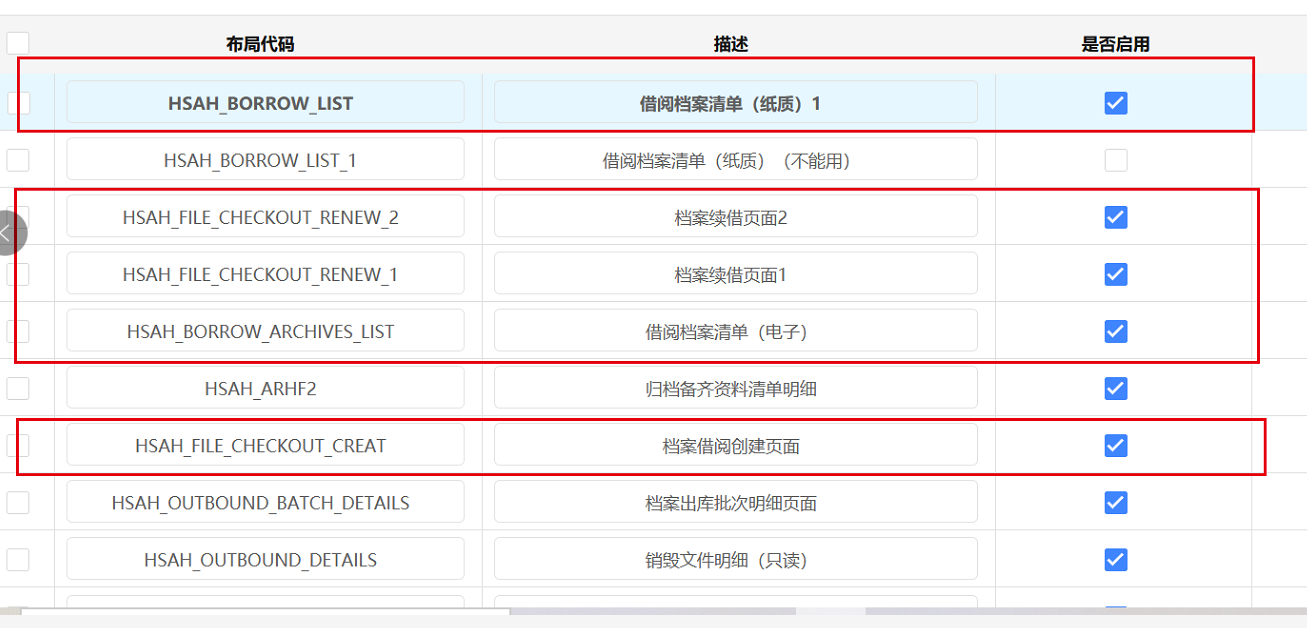 布局代码 描述 是否启用
HSAH_BORROW_LIST 借阅档案清单（纸质）1
HSAH_BORROW_LIST_1 借阅档案清单（纸质）（不能用）
HSAH_FILE_CHECKOUT_RENEW_2 档案续借页面2
HSAH_FILE_CHECKOUT_RENEW_1 档案续借页面1
HSAH_BORROW_ARCHIVES_LIST 借阅档案清单（电子）
HSAH_ARHF2 归档备齐资料清单明细
HSAH_FILE_CHECKOUT_CREAT 档案借阅创建页面
HSAH_OUTBOUND_BATCH_DETAILS 档案出库批次明细页面
HSAH_OUTBOUND_DETAILS 销毁文件明细（只读）